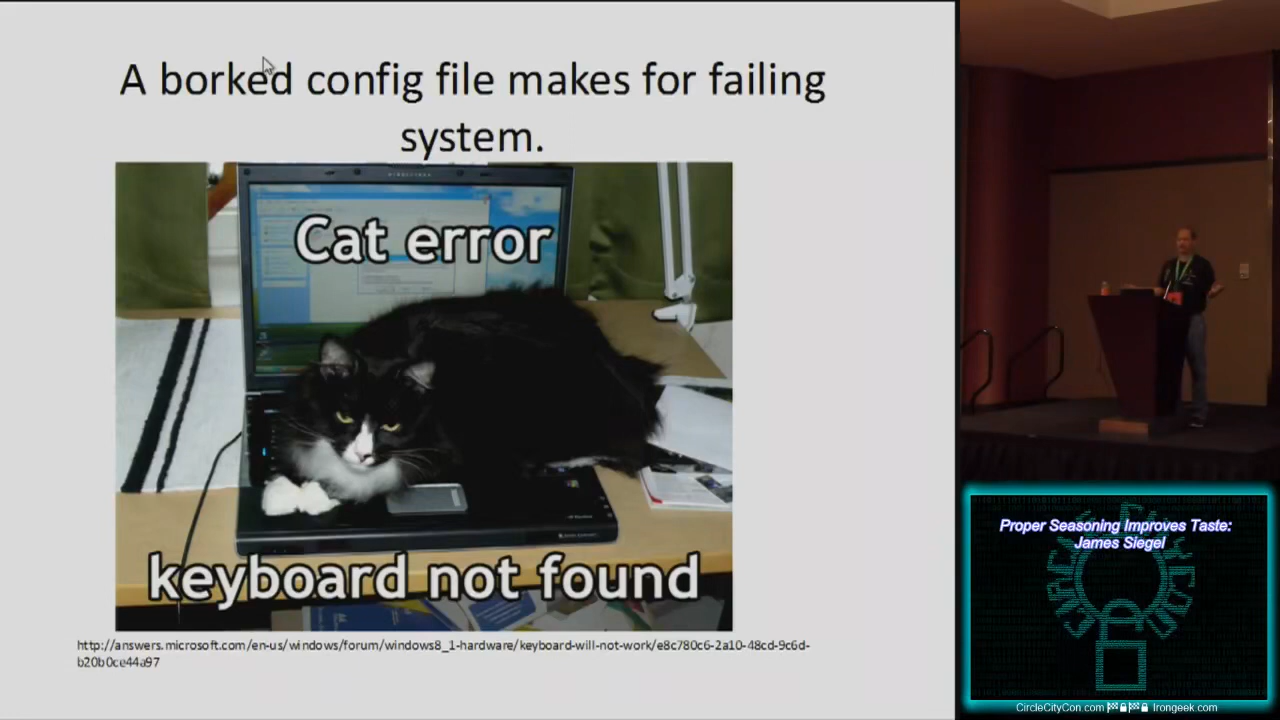 A borked config file makes for failing
system.
Cat error
keyboard not found
http://answers.microsoft.com/en-us/windows/forum/windows8_1-hardware/keyboard-will-not-work/e8c780c6-2a10-48cd-9c6d-
b20b0ce44a97
Proper Seasoning Improves Taste:
James Siegel
CircleCityCon.com
Irongeek.com